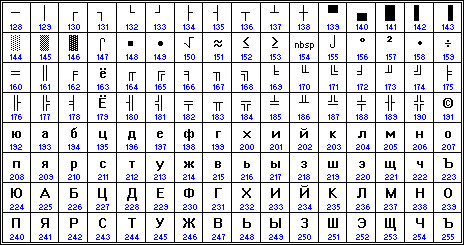 ─ │ ┌ ┐ └ ┘ ├ ┤ ┬ ┴ ┼ ▀ ▄ █ ▌ ▐
128 129 130 131 132 133 134 135 136 137 138 139 140 141 142 143
░ ▒ ▓ ⌠ ■ ∙ √ ≈ ≤ ≥ nbsp ⌡ ° ² · ÷
144 145 146 147 148 149 150 151 152 153 154 155 156 157 158 159
═ ║ ╒ ё ╓ ╔ ╕ ╖ ╗ ╘ ╙ ╚ ╛ ╜ ╝ ╞
160 161 162 163 164 165 166 167 168 169 170 171 172 173 174 175
╟ ╠ ╡ Ё ╢ ╣ ╤ ╥ ╦ ╧ ╨ ╩ ╪ ╫ ╬ ©
176 177 178 179 180 181 182 183 184 185 186 187 188 189 190 191
ю а б ц д е ф г х и й к л м н о
192 193 194 195 196 197 198 199 200 201 202 203 204 205 206 207
п я р с т у ж в ь ы з ш э щ ч ъ
208 209 210 211 212 213 214 215 216 217 218 219 220 221 222 223
Ю А Б Ц Д Е Ф Г Х И Й К Л М Н О
224 225 226 227 228 229 230 231 232 233 234 235 236 237 238 239
П Я Р С Т У Ж В Ь Ы З Ш Э Щ Ч Ъ
240 241 242 243 244 245 246 247 248 249 250 251 252 253 254 255